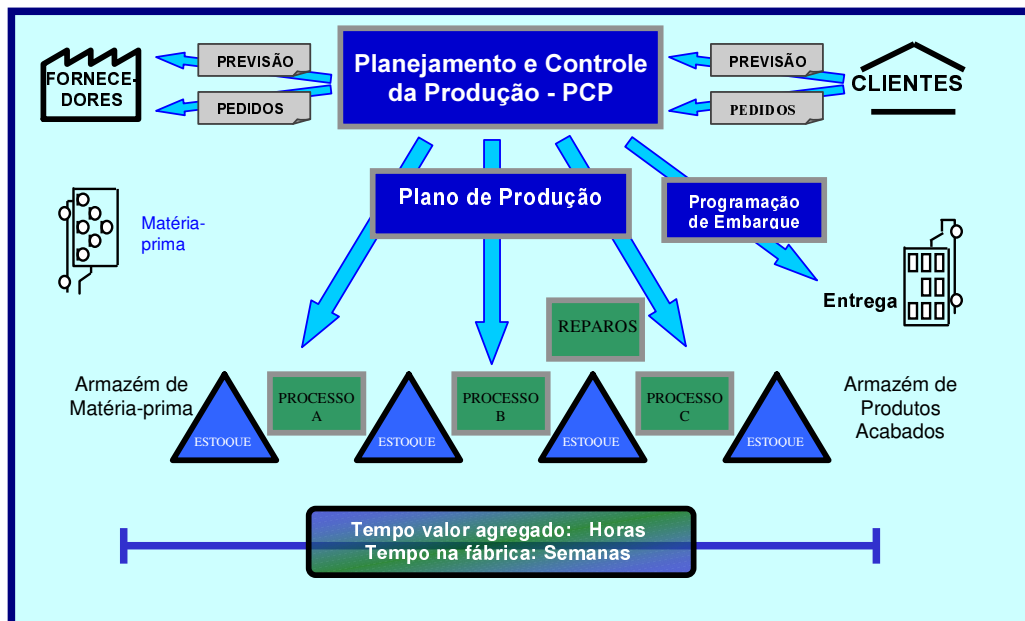 FORNECE-
DORES
PREVISÃO
PEDIDOS
Planejamento e Controle
da Produção - PCP
PREVISÃO
PEDIDOS
CLIENTES
Plano de Produção
Programação
de Embarque
Matéria-
prima
Entrega
REPAROS
Armazém de
Matéria-prima
ESTOQUE
PROCESSO
A
ESTOQUE
PROCESSO
B
ESTOQUE
PROCESSO
C
ESTOQUE
Armazém de
Produtos
Acabados
Tempo valor agregado: Horas
Tempo na fábrica: Semanas